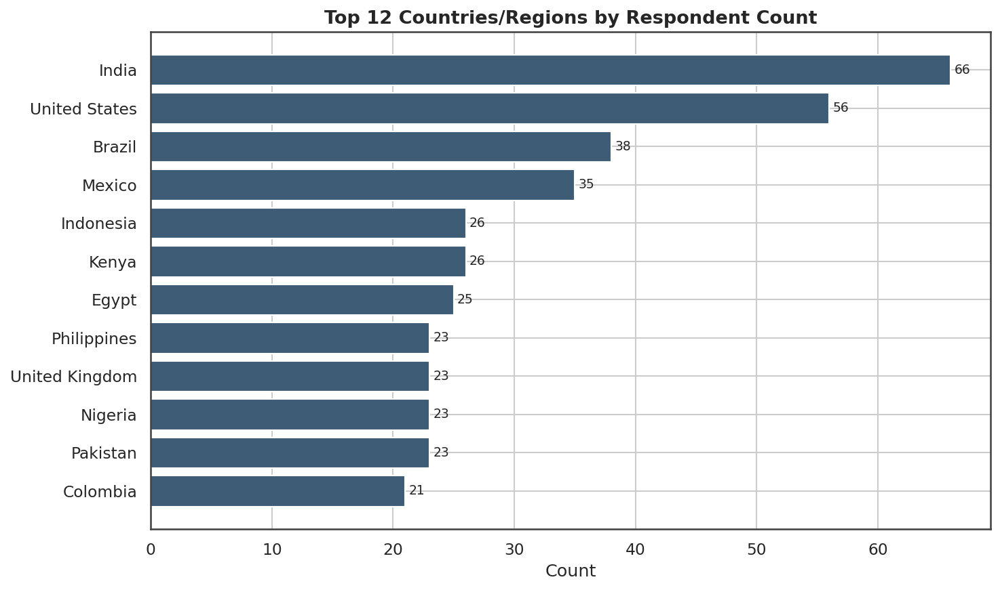 Top 12 Countries/Regions by Respondent Count
India 66
United States 56
Brazil 38
Mexico 35
Indonesia 26
Kenya 26
Egypt 25
Philippines 23
United Kingdom 23
Nigeria 23
Pakistan 23
Colombia 21
0 10 20 30 40 50 60
Count